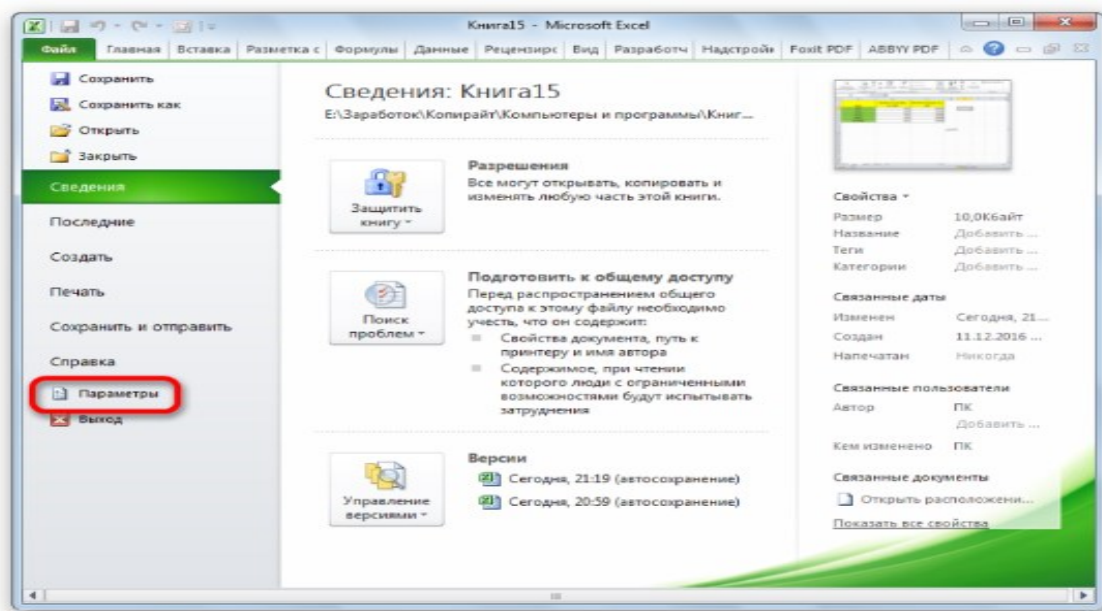 Книга15 - Microsoft Excel
Файл Главная Вставка Разметка с Формулы Данные Рецензирс Вид Разработч Надстройк Foxit PDF ABBYY PDF
Сохранить
Сохранить как
Открыть
Закрыть
Сведения
Последние
Создать
Печать
Сохранить и отправить
Справка
Параметры
Выход
Сведения: Книга15
E:\Заработок\Копирайт\Компьютеры и программы\Книг...
Защитить
книгу
Разрешения
Все могут открывать, копировать и
изменять любую часть этой книги.
Поиск
проблем
Подготовить к общему доступу
Перед распространением общего
доступа к этому файлу необходимо
учесть, что он содержит:
Свойства документа, путь к
принтеру и имя автора
Содержимое, при чтении
которого люди с ограниченными
возможностями будут испытывать
затруднения
Управление
версиями
Версии
Сегодня, 21:19 (автосохранение)
Сегодня, 20:59 (автосохранение)
Свойства
Размер 10,0Кбайт
Название Добавить ...
Теги Добавить ...
Категории Добавить ...
Связанные даты
Изменен Сегодня, 21...
Создан 11.12.2016 ...
Напечатан Никогда
Связанные пользователи
Автор ПК
Добавить ...
Кем изменено ПК
Связанные документы
Открыть расположени...
Показать все свойства